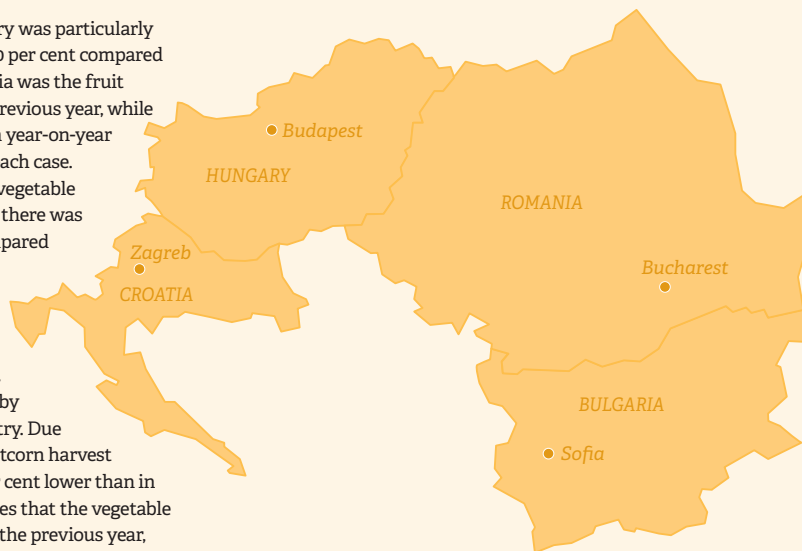 ry was particularly
per cent compared
ia was the fruit
revious year, while
year-on-year
ach case.
vegetable
there was
pared
by
try. Due
tcorn harvest
cent lower than in
es that the vegetable
the previous year,
Budapest
HUNGARY
ROMANIA
Zagreb
CROATIA
Bucharest
BULGARIA
Sofia